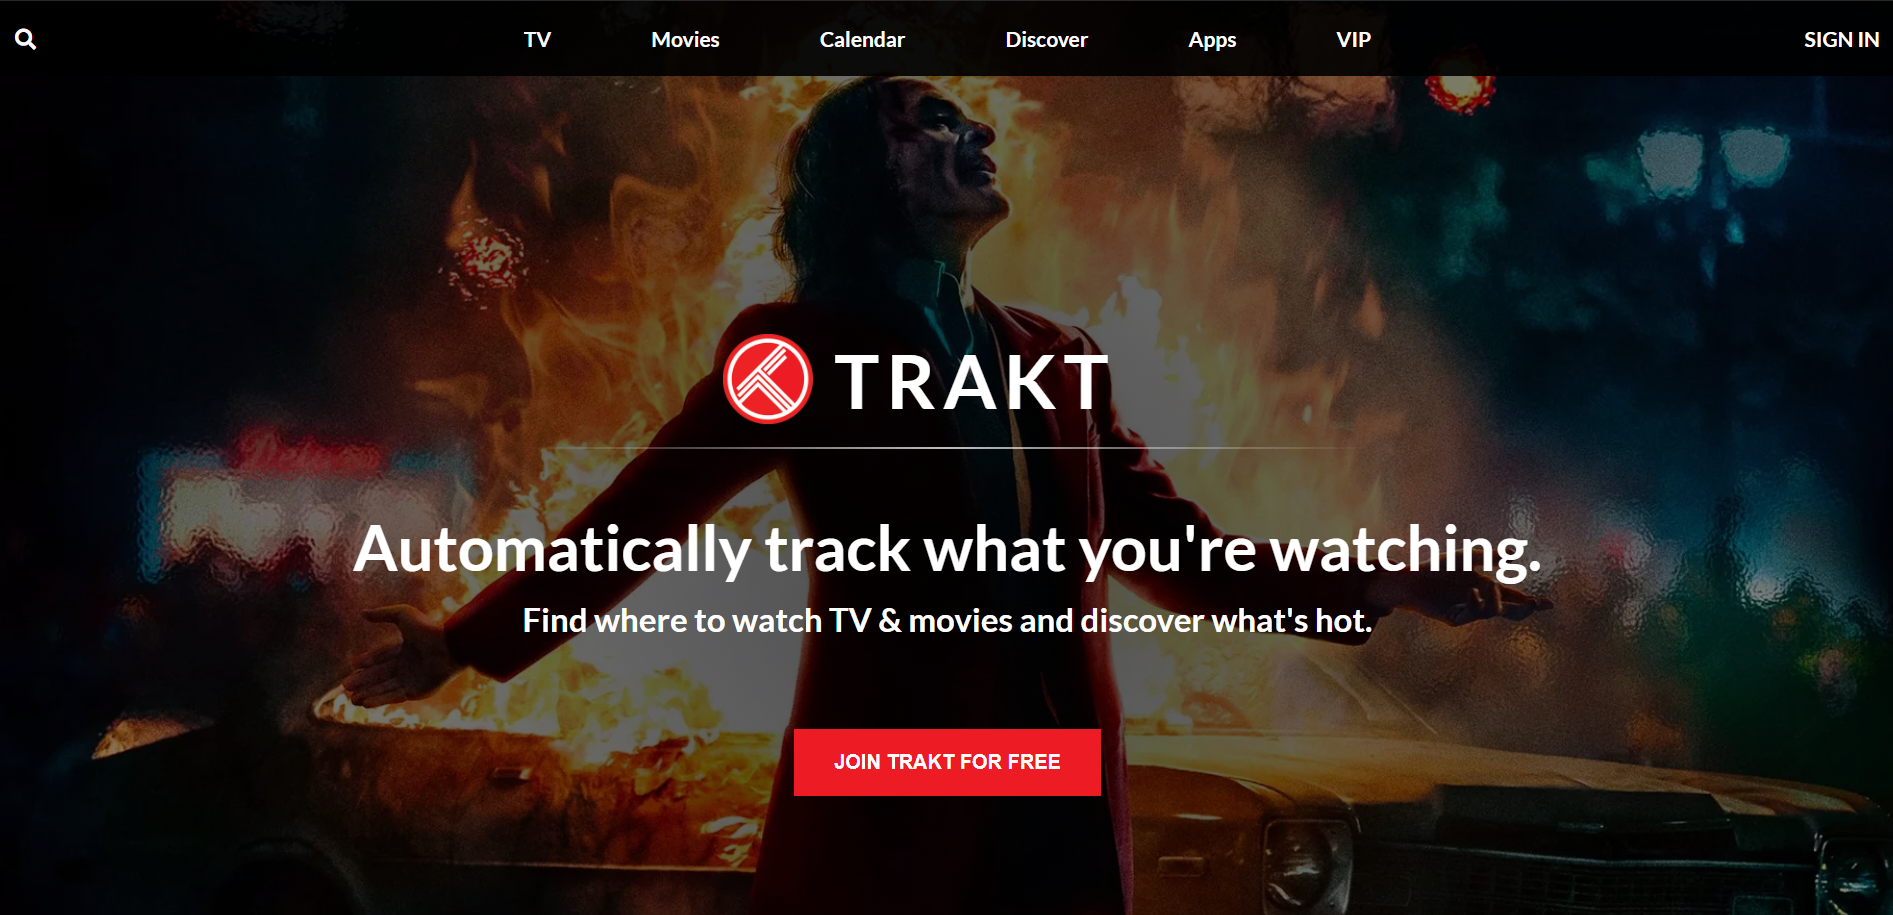 TV
Movies
Calendar
Discover
Apps
VIP
SIGN IN
TRAKT
Automatically track what you're watching.
Find where to watch TV & movies and discover what's hot.
JOIN TRAKT FOR FREE